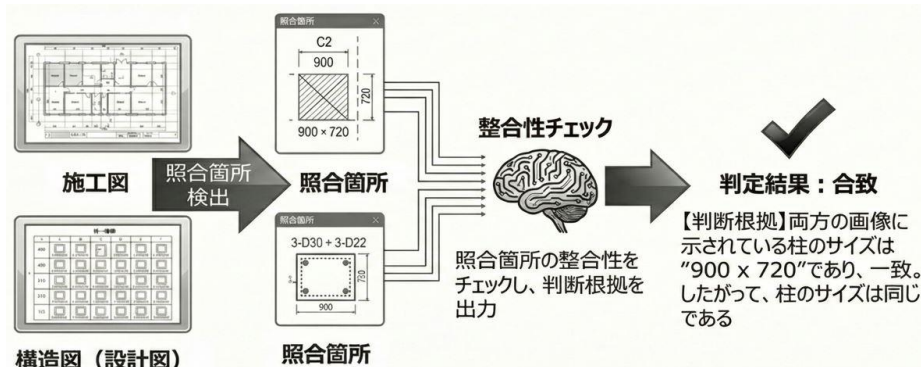 照合箇所
C2
900
720
900 × 720
施工図
照合箇所
検出
照合箇所
構造図（設計図）
照合箇所
3-D30 + 3-D22
900
照合箇所
整合性チェック
照合箇所の整合性を
チェックし、判断根拠を
出力
判定結果：合致
【判断根拠】両方の画像に
示されている柱のサイズは
”900 x 720”であり、一致。
したがって、柱のサイズは同じ
である